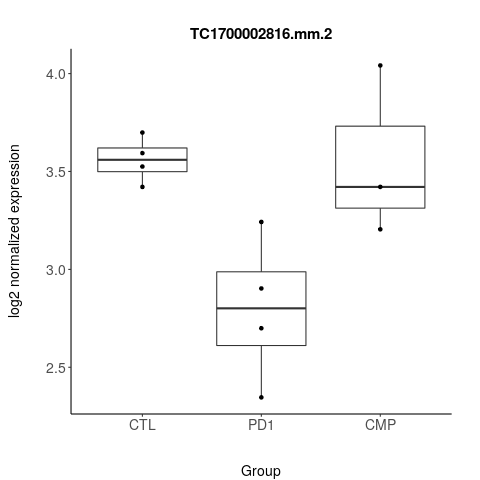 TC1700002816.mm.2
log2 normalized expression
4.0
3.5
3.0
2.5
CTL PD1 CMP
Group